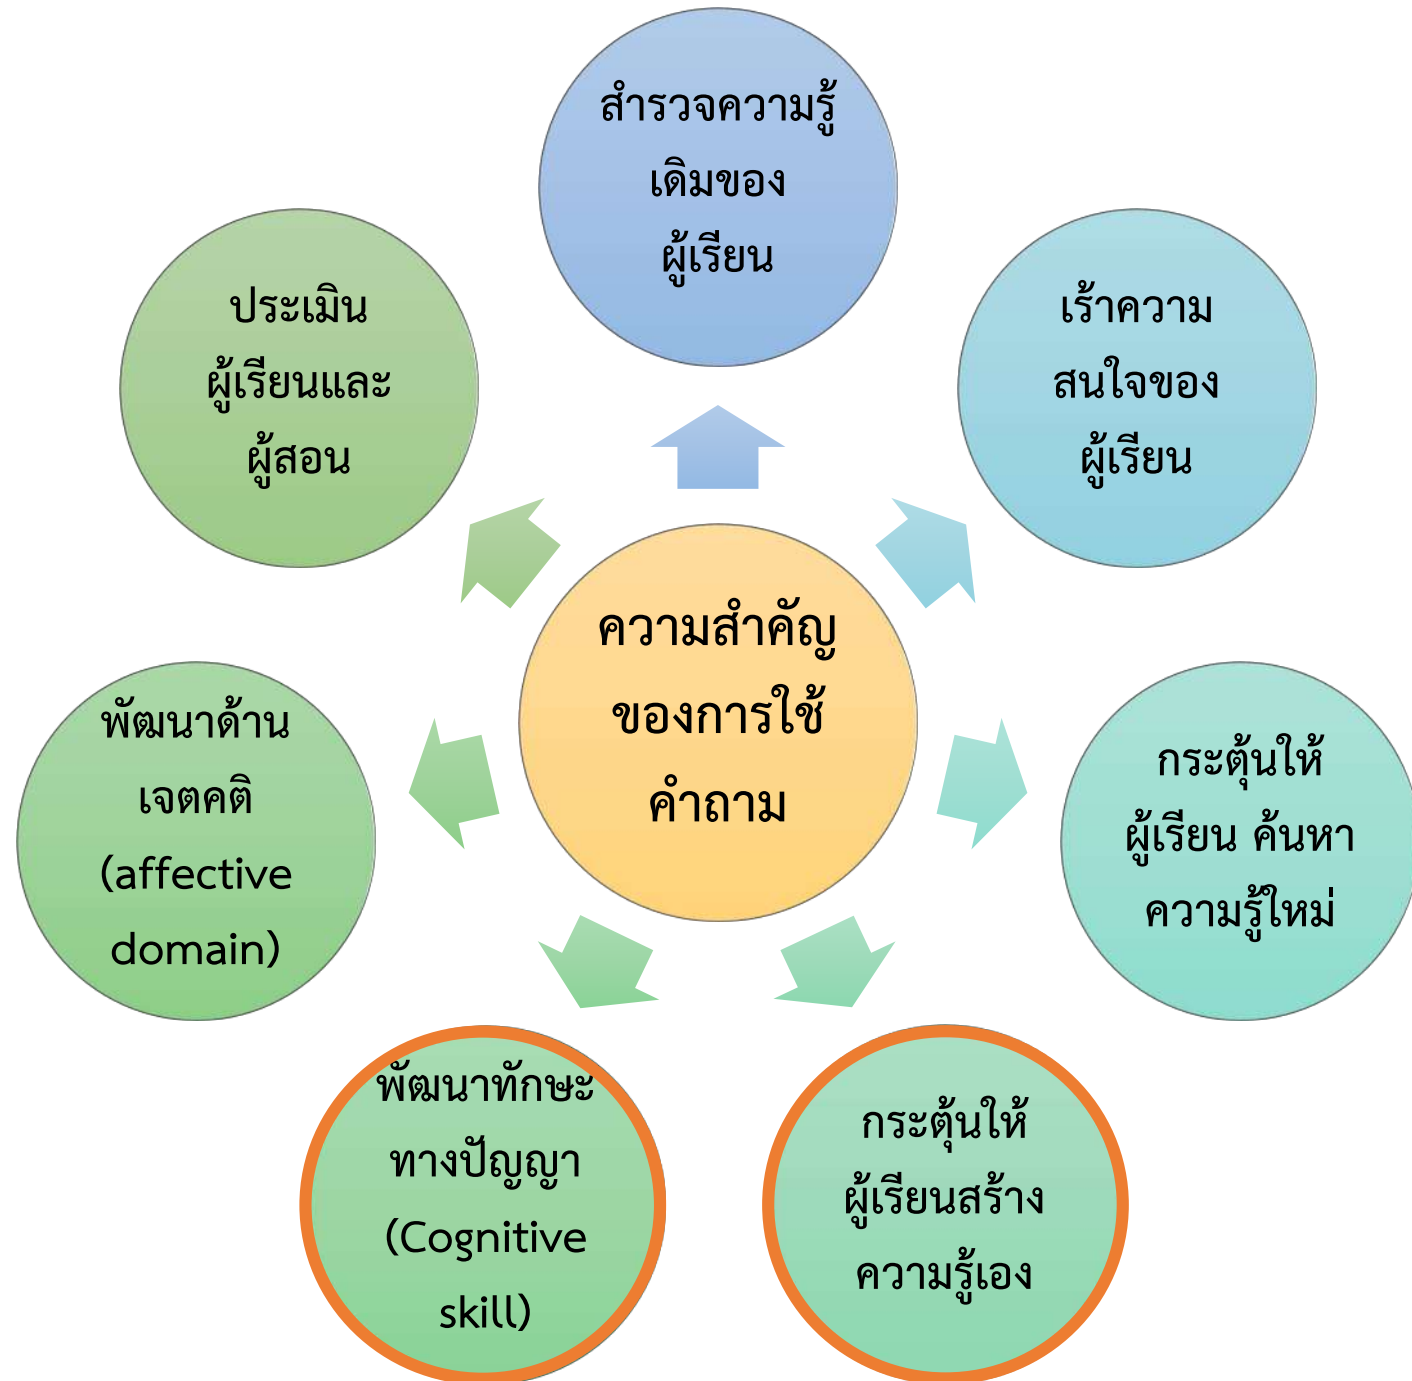 สำรวจความรู้
เดิมของ
ผู้เรียน
เร้าความ
สนใจของ
ผู้เรียน
กระตุ้นให้
ผู้เรียน ค้นหา
ความรู้ใหม่
กระตุ้นให้
ผู้เรียนสร้าง
ความรู้เอง
พัฒนาทักษะ
ทางปัญญา
(Cognitive
skill)
พัฒนาด้าน
เจตคติ
(affective
domain)
ประเมิน
ผู้เรียนและ
ผู้สอน
ความสำคัญ
ของการใช้
คำถาม